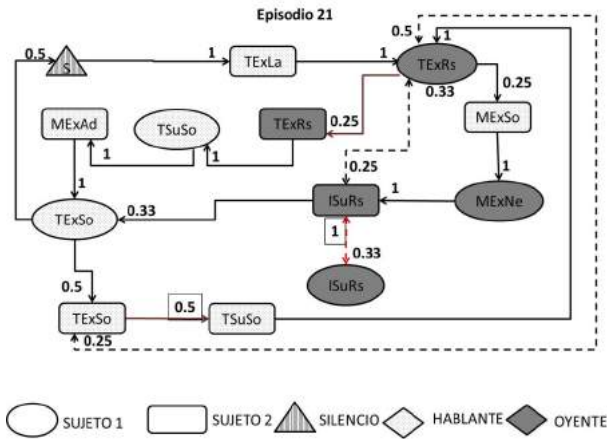 Episodio 21
0.5
1
0.5
S
1
TExLa
1
TExRs
0.33
0.25
MExAd
TSuSo
TExRs
0.25
MExSo
1
1
0.25
1
1
TExSo
0.33
ISuRs
1
MExNe
1
0.33
ISuRs
0.5
TExSo
0.5
TSuSo
0.25
SUJETO 1
SUJETO 2
SILENCIO
HABLANTE
OYENTE